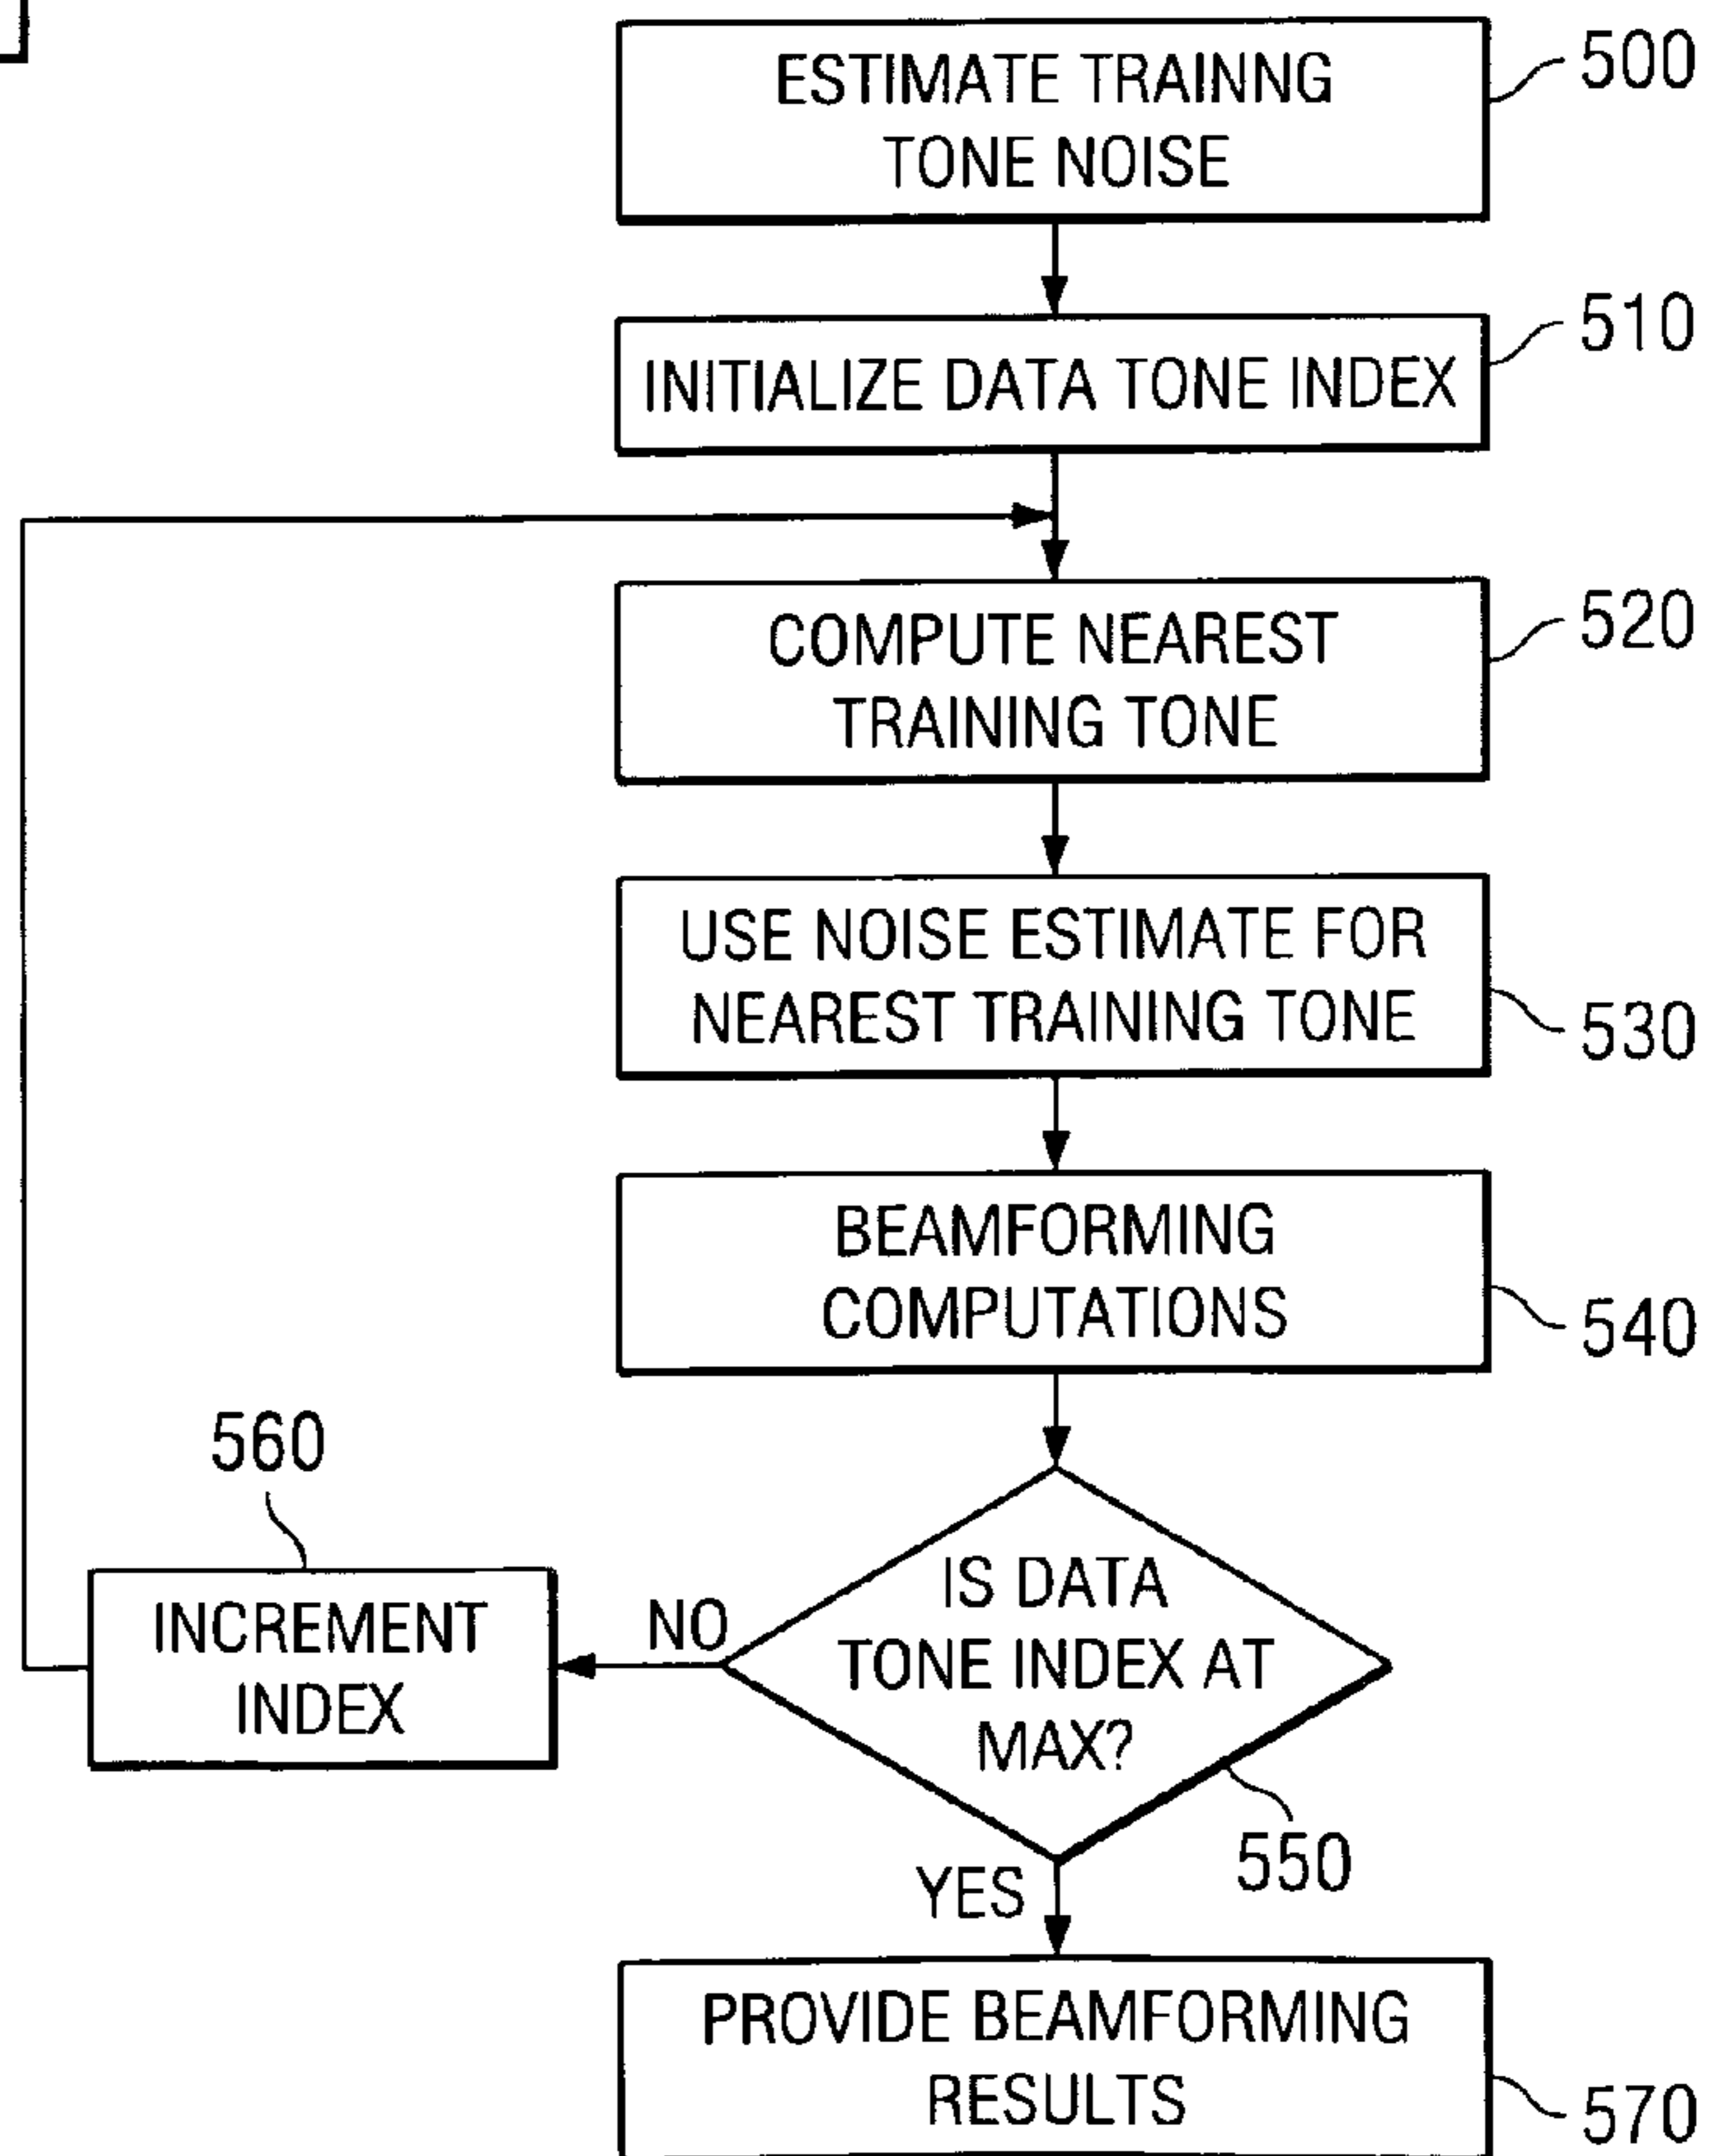 ESTIMATE TRAINNG
TONE NOISE
500
INITIALIZE DATA TONE INDEX
510
COMPUTE NEAREST
TRAINING TONE
520
USE NOISE ESTIMATE FOR
NEAREST TRAINING TONE
530
BEAMFORMING
COMPUTATIONS
540
IS DATA
TONE INDEX AT
MAX?
550
NO
560
INCREMENT
INDEX
YES
PROVIDE BEAMFORMING
RESULTS
570